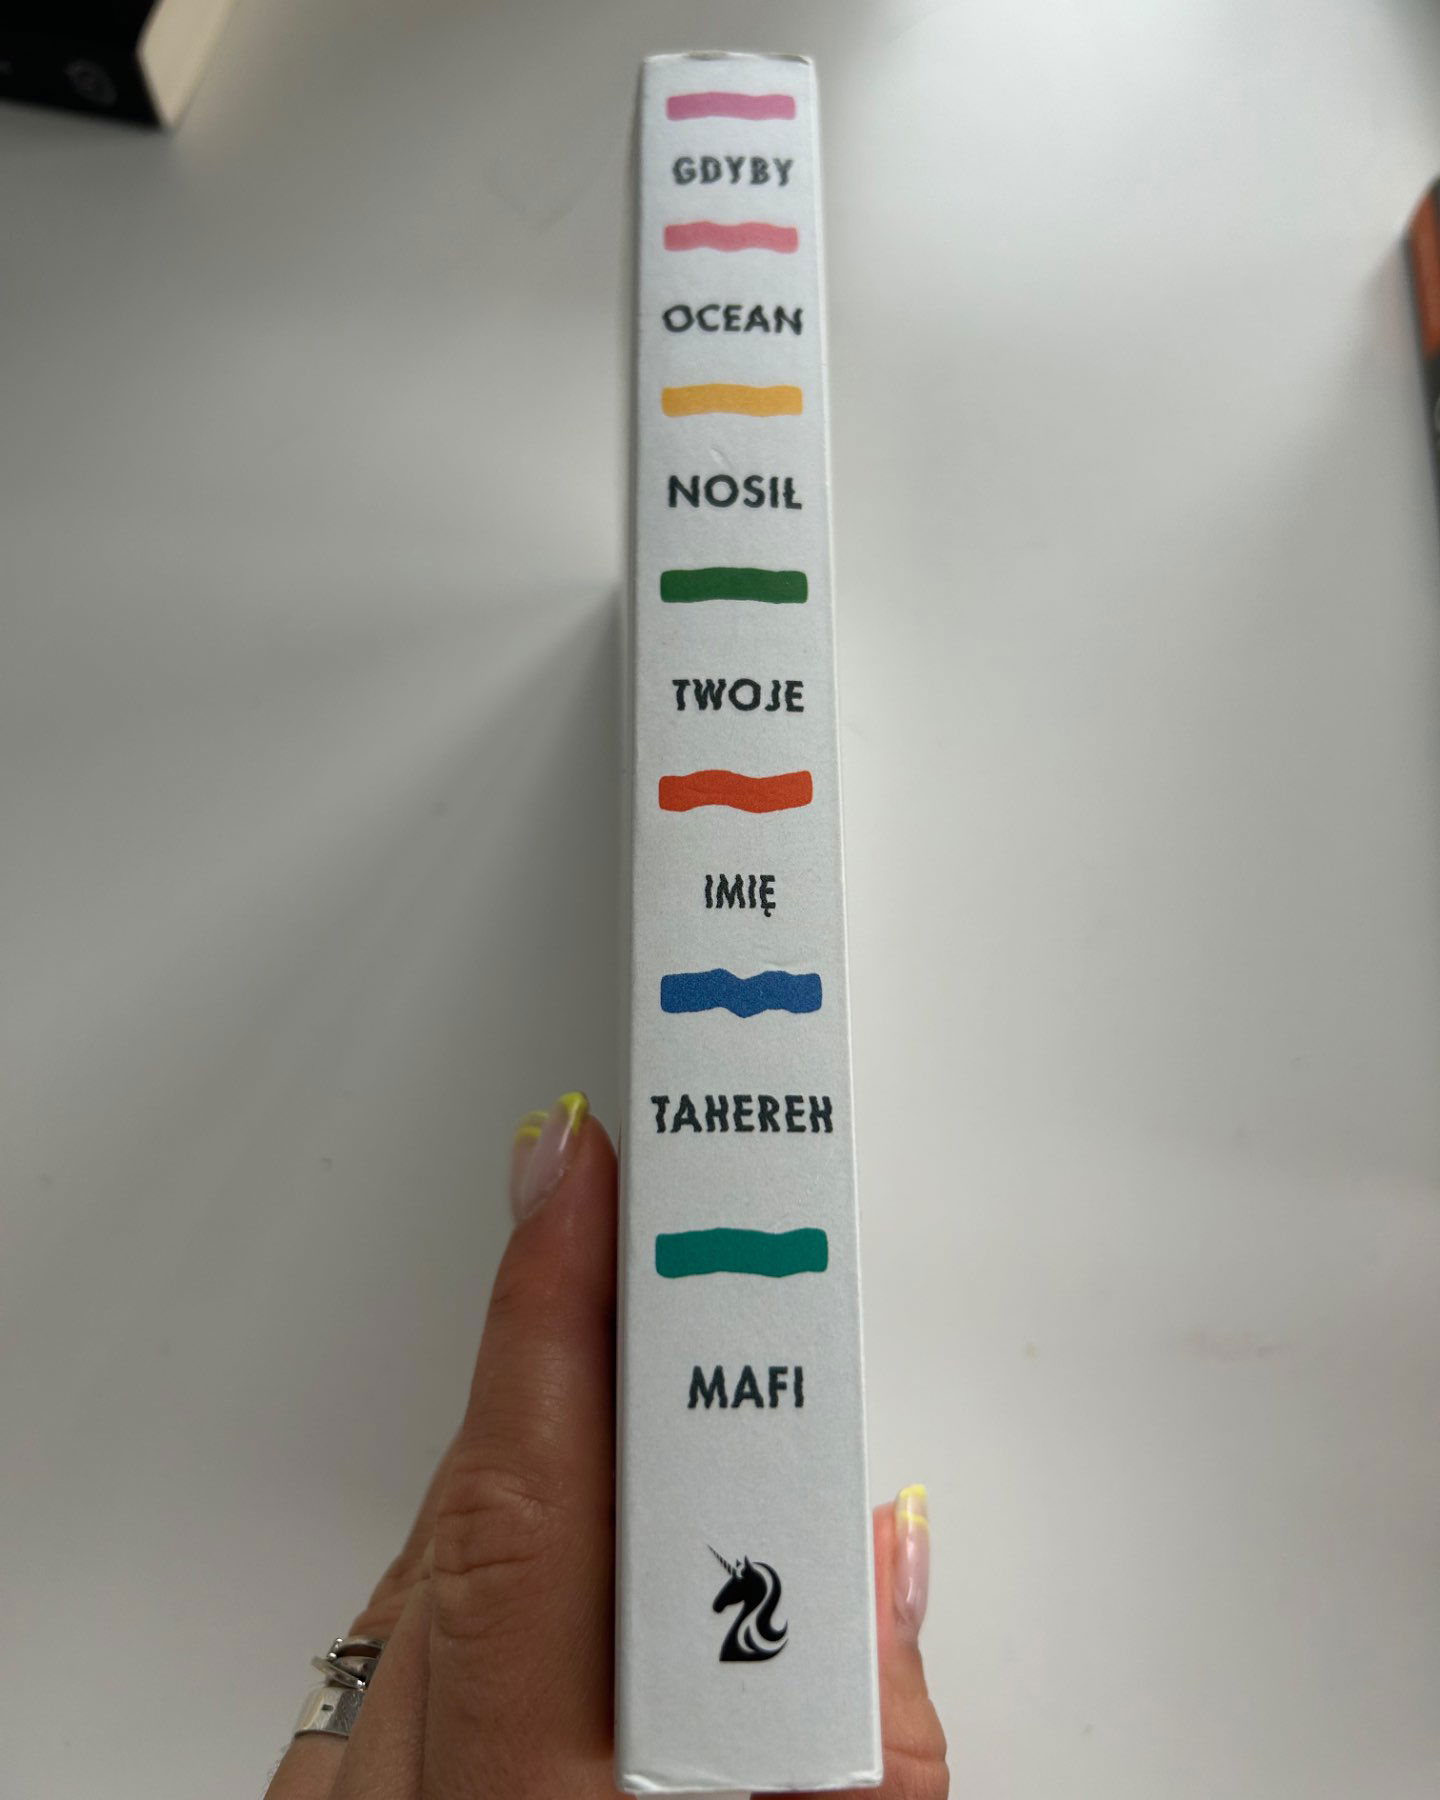 GDYBY
OCEAN
NOSIŁ
TWOJE
IMIĘ
TAHEREH
MAFI